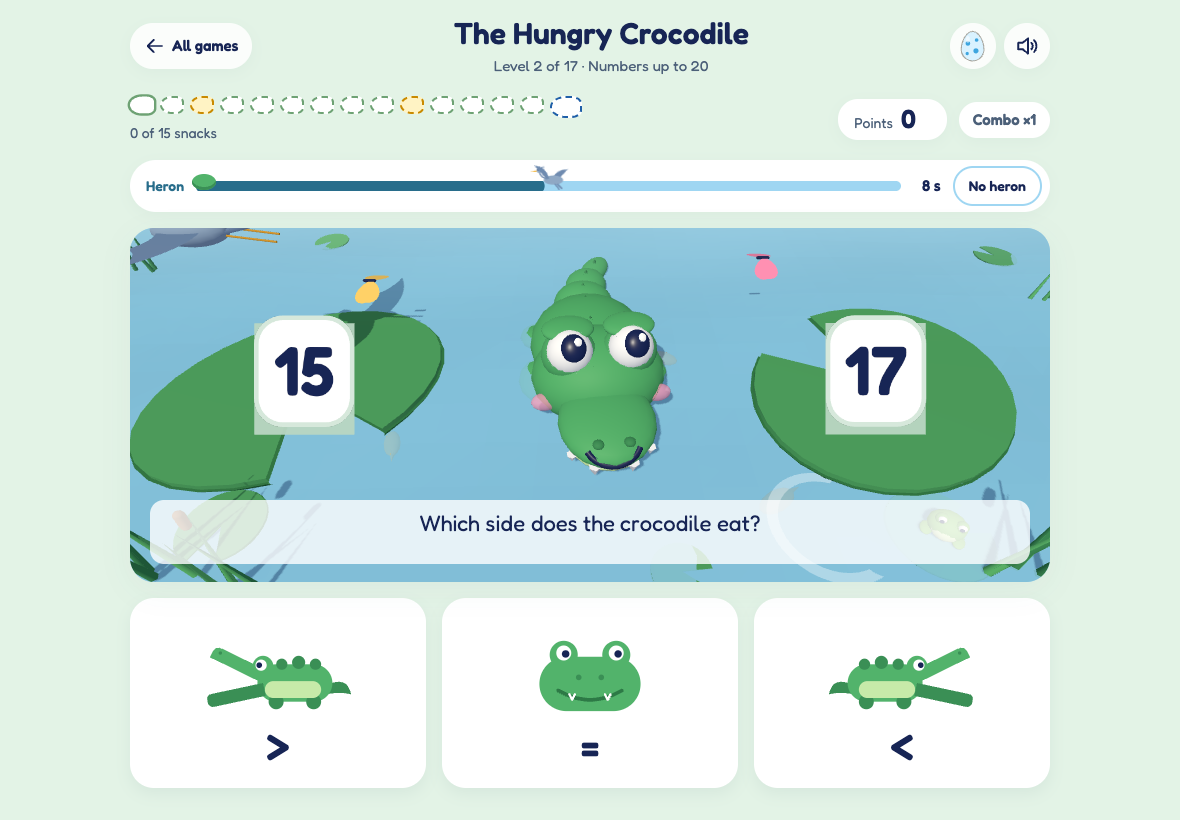 All games
The Hungry Crocodile
Level 2 of 17 · Numbers up to 20
0 of 15 snacks
Points 0
Combo ×1
Heron
8 s
No heron
15
17
Which side does the crocodile eat?
>
=
<